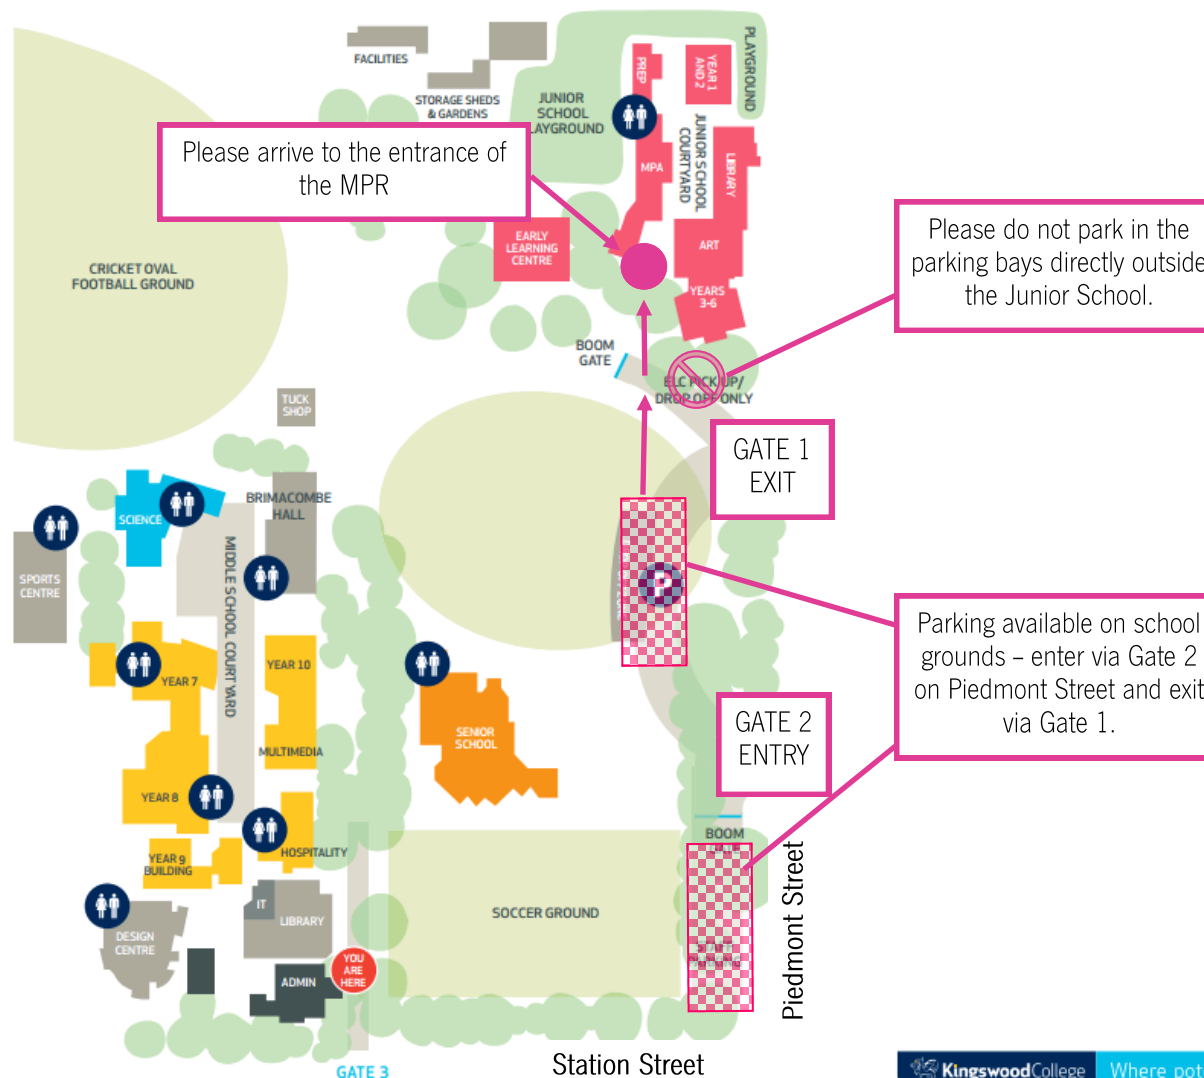 FACILITIES
STORAGE SHEDS
& GARDENS
JUNIOR
SCHOOL
PLAYGROUND
PREP
YEAR 1
AND 2
PLAYGROUND
JUNIOR SCHOOL
COURTYARD
MPA
LIBRARY
ART
YEARS
3-6
Please arrive to the entrance of
the MPR
EARLY
LEARNING
CENTRE
Please do not park in the
parking bays directly outside
the Junior School.
CRICKET OVAL
FOOTBALL GROUND
BOOM
GATE
ELC PICK UP/
DROP OFF ONLY
TUCK
SHOP
GATE 1
EXIT
BRIMACOMBE
HALL
SCIENCE
SPORTS
CENTRE
MIDDLE SCHOOL COURT YARD
P
Parking available on school
grounds – enter via Gate 2
on Piedmont Street and exit
via Gate 1.
YEAR 10
YEAR 7
MULTIMEDIA
SENIOR
SCHOOL
GATE 2
ENTRY
YEAR 8
BOOM
GATE
HOSPITALITY
YEAR 9
BUILDING
Piedmont Street
IT
LIBRARY
SOCCER GROUND
DESIGN
CENTRE
STAFF
PARKING
ADMIN
YOU
ARE
HERE
Station Street
GATE 3
KingswoodCollege
Where pot